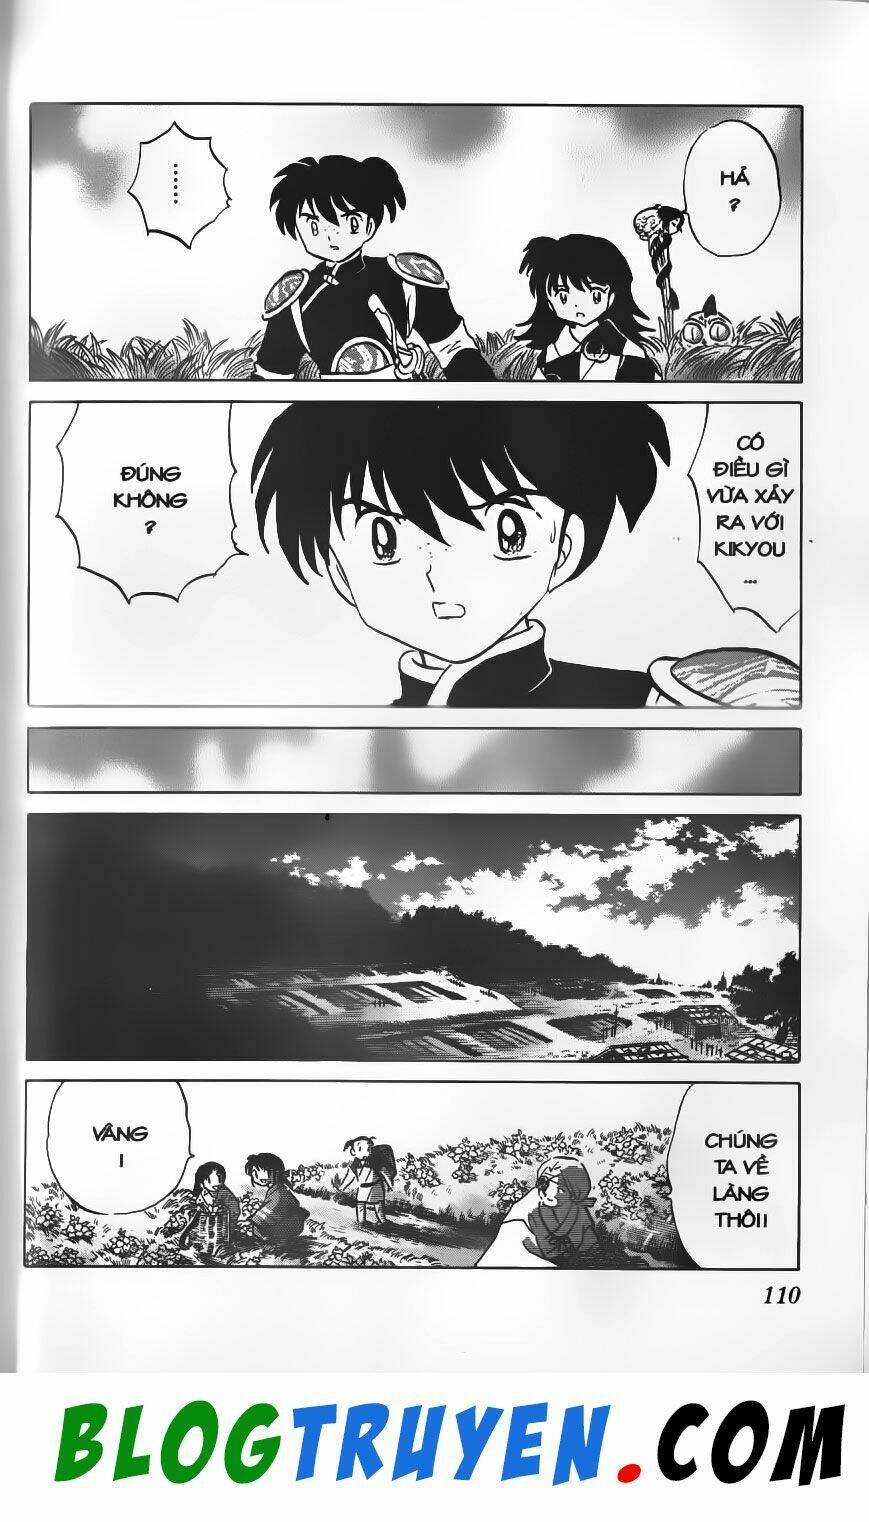 HẢ
?
.......
CÓ
ĐIỀU GÌ
VỪA XẢY
RA VỚI
KIKYOU
...
ĐÚNG
KHÔNG
?
CHÚNG
TA VỀ
LÀNG
THÔI!
VÂNG
!
110
BLOGTRUYEN.COM